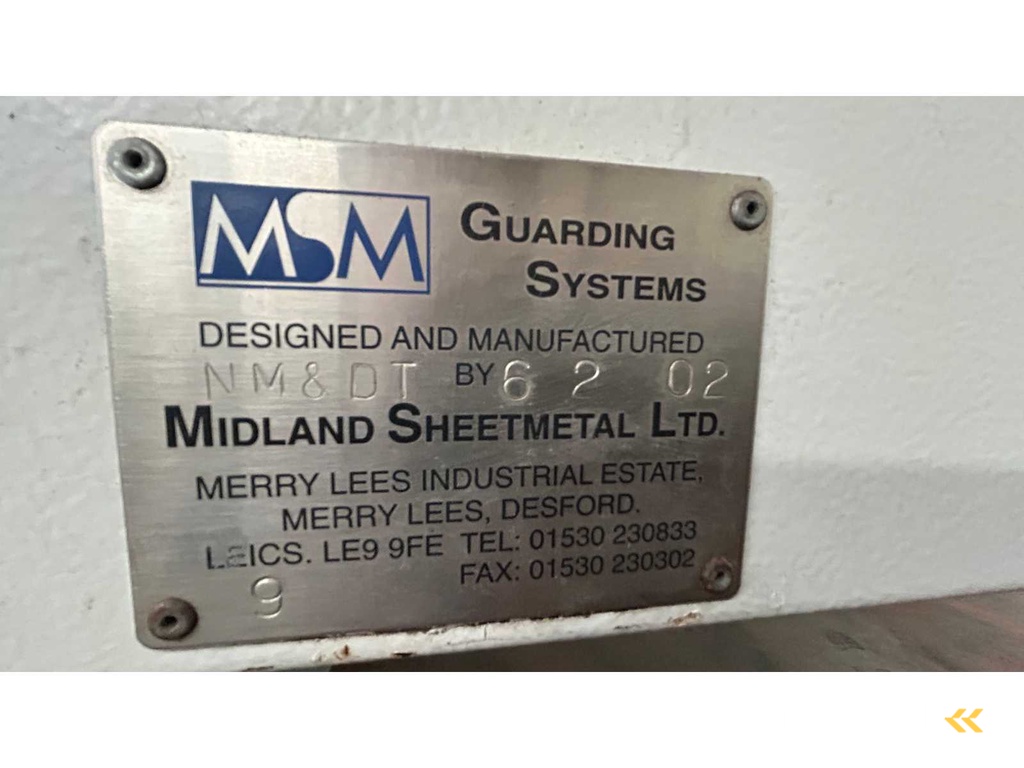 MSM GUARDING
SYSTEMS
DESIGNED AND MANUFACTURED
NM&DT BY 6 2 02
MIDLAND SHEETMETAL LTD.
MERRY LEES INDUSTRIAL ESTATE,
MERRY LEES, DESFORD.
LEICS. LE9 9FE TEL: 01530 230833
FAX: 01530 230302
9